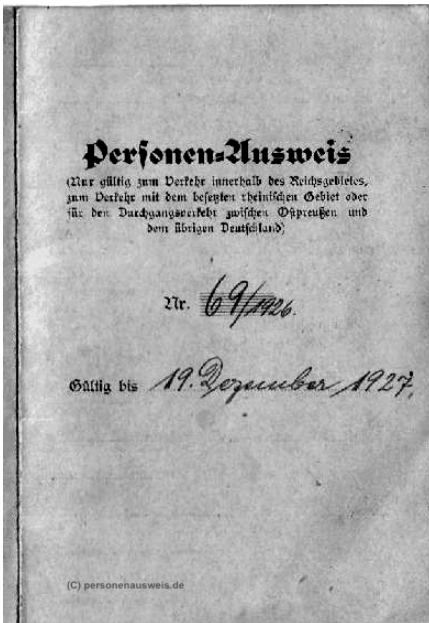 Personen-Ausweis
(Nur gültig zum Verkehr innerhalb des Reichsgebietes,
zum Verkehr mit dem besetzten rheinischen Gebiet oder
für den Durchgangsverkehr zwischen Ostpreußen und
dem übrigen Deutschland)
Nr. 69/1926.
Gültig bis 19. Dezember 1927.
(C) personenausweis.de